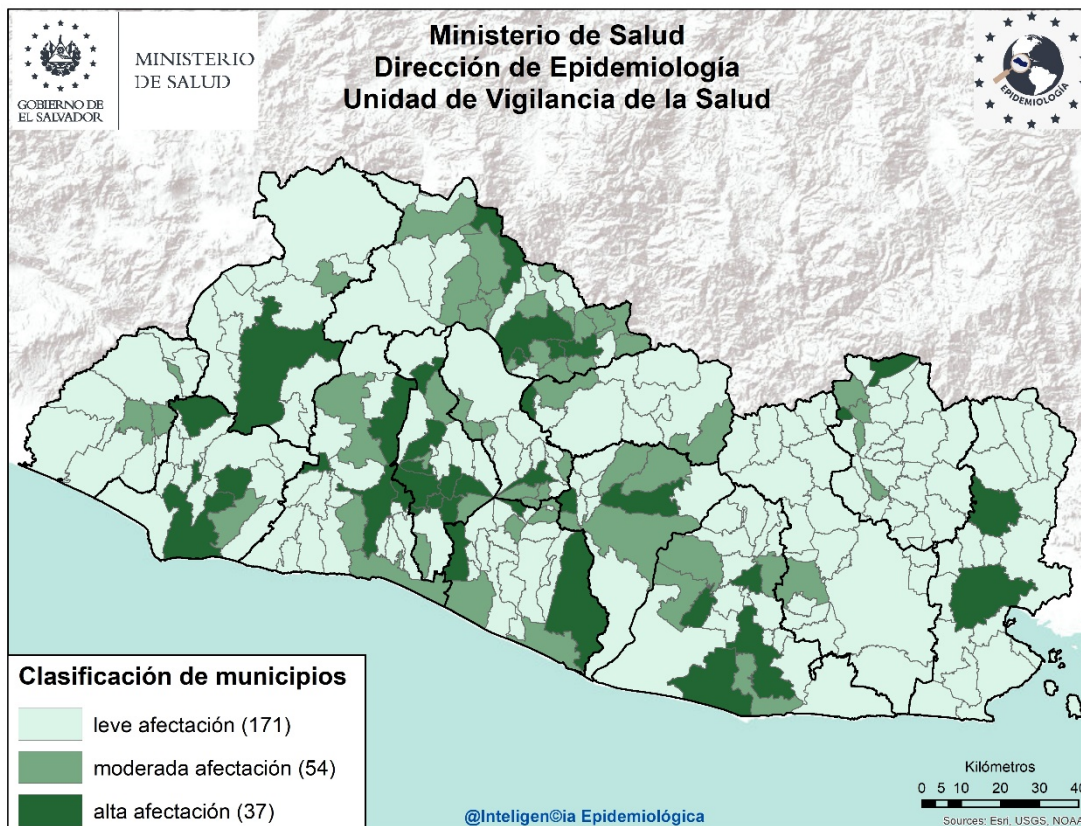 Ministerio de Salud
Dirección de Epidemiología
Unidad de Vigilancia de la Salud
MINISTERIO
DE SALUD
GOBIERNO DE
EL SALVADOR
EPIDEMIOLOGÍA
Clasificación de municipios
leve afectación (171)
moderada afectación (54)
alta afectación (37)
@Inteligen©ia Epidemiológica
Kilómetros
0 5 10 20 30 40
Sources: Esri, USGS, NOAA